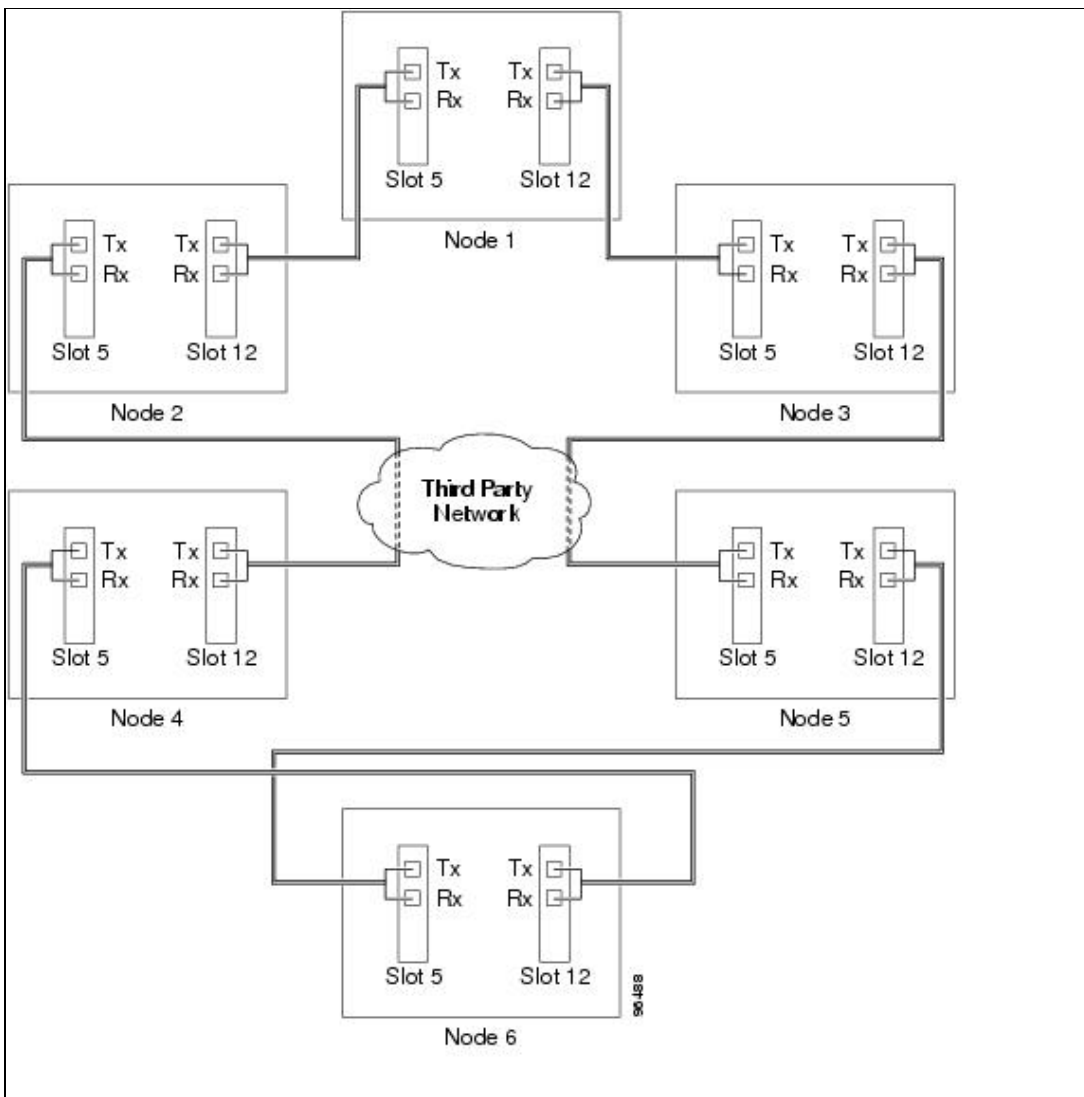 Tx Tx
Rx Rx
Slot 5 Slot 12
Node 1
Tx Tx
Rx Rx
Slot 5 Slot 12
Node 2
Tx Tx
Rx Rx
Slot 5 Slot 12
Node 3
Third Party
Network
Tx Tx
Rx Rx
Slot 5 Slot 12
Node 4
Tx Tx
Rx Rx
Slot 5 Slot 12
Node 5
Tx Tx
Rx Rx
Slot 5 Slot 12
96488
Node 6